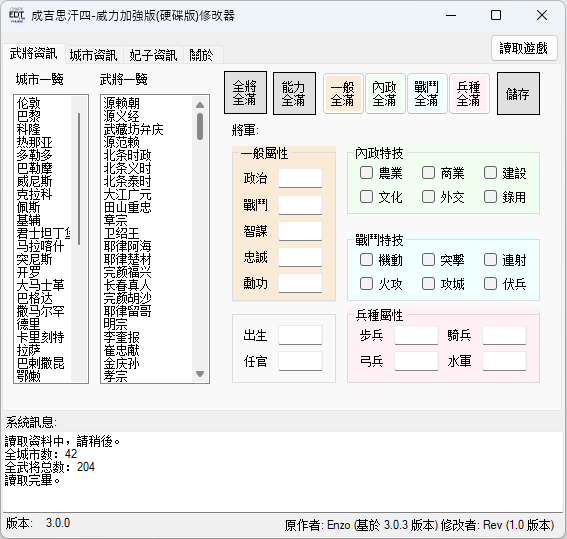 成吉思汗四-威力加強版(硬碟版)修改器
武將資訊 城市資訊 妃子資訊 關於
讀取遊戲
城市一覽
伦敦
巴黎
科隆
热那亚
多勒多
巴勒摩
威尼斯
克拉科
佩斯
基辅
君士坦丁堡
马拉喀什
突尼斯
开罗
大马士革
巴格达
撒马尔罕
德里
卡里刻特
拉萨
巴剌撒昆
鄂嫩
武將一覽
源赖朝
源义经
武藏坊弁庆
源范赖
北条时政
北条义时
北条泰时
大江广元
田山重忠
章宗
卫绍王
耶律阿海
耶律楚材
完颜福兴
长春真人
完颜胡沙
耶律留哥
明宗
李奎报
崔忠献
金庆孙
孝宗
全將全滿
能力全滿
一般全滿
內政全滿
戰鬥全滿
兵種全滿
儲存
將軍:
一般屬性
政治
戰鬥
智謀
忠誠
動功
出生
任官
內政特技
農業 商業 建設
文化 外交 錄用
戰鬥特技
機動 突擊 連射
火攻 攻城 伏兵
兵種屬性
步兵 騎兵
弓兵 水軍
系統訊息:
讀取資料中，請稍後。
全城市数：42
全武将总数：204
讀取完畢。
版本: 3.0.0
原作者: Enzo (基於 3.0.3 版本) 修改者: Rev (1.0 版本)